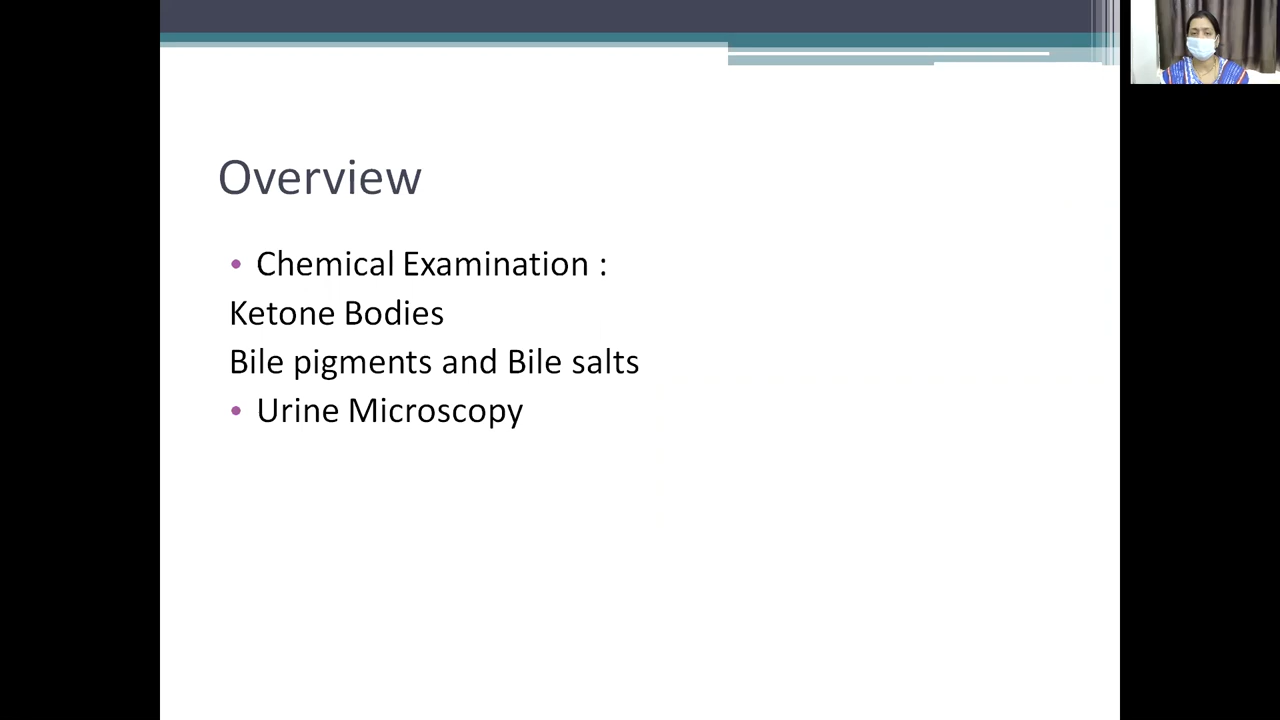 Overview
• Chemical Examination :
Ketone Bodies
Bile pigments and Bile salts
• Urine Microscopy